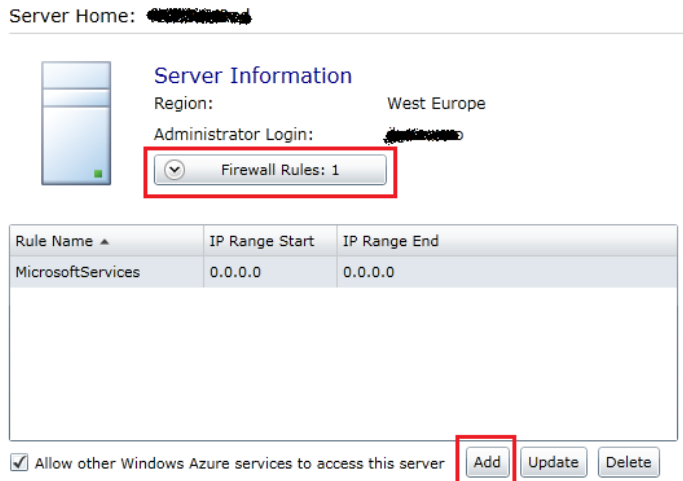 Server Home:
Server Information
Region: West Europe
Administrator Login:
Firewall Rules: 1
Rule Name IP Range Start IP Range End
MicrosoftServices 0.0.0.0 0.0.0.0
Allow other Windows Azure services to access this server Add Update Delete